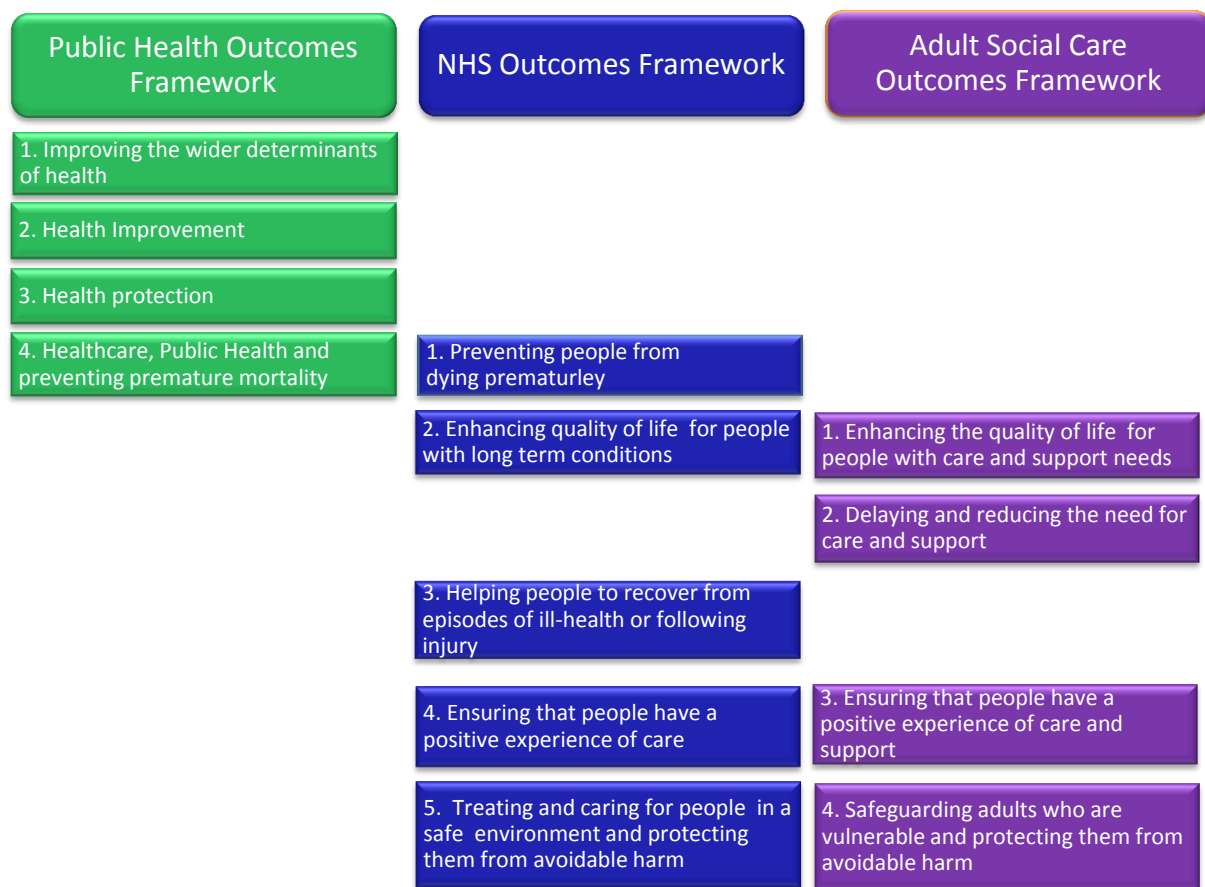 Public Health Outcomes
Framework
NHS Outcomes Framework
Adult Social Care
Outcomes Framework
1. Improving the wider determinants
of health
2. Health Improvement
3. Health protection
4. Healthcare, Public Health and
preventing premature mortality
1. Preventing people from
dying prematurley
2. Enhancing quality of life for people
with long term conditions
1. Enhancing the quality of life for
people with care and support needs
2. Delaying and reducing the need for
care and support
3. Helping people to recover from
episodes of ill-health or following
injury
4. Ensuring that people have a
positive experience of care
3. Ensuring that people have a
positive experience of care and
support
5. Treating and caring for people in a
safe environment and protecting
them from avoidable harm
4. Safeguarding adults who are
vulnerable and protecting them from
avoidable harm